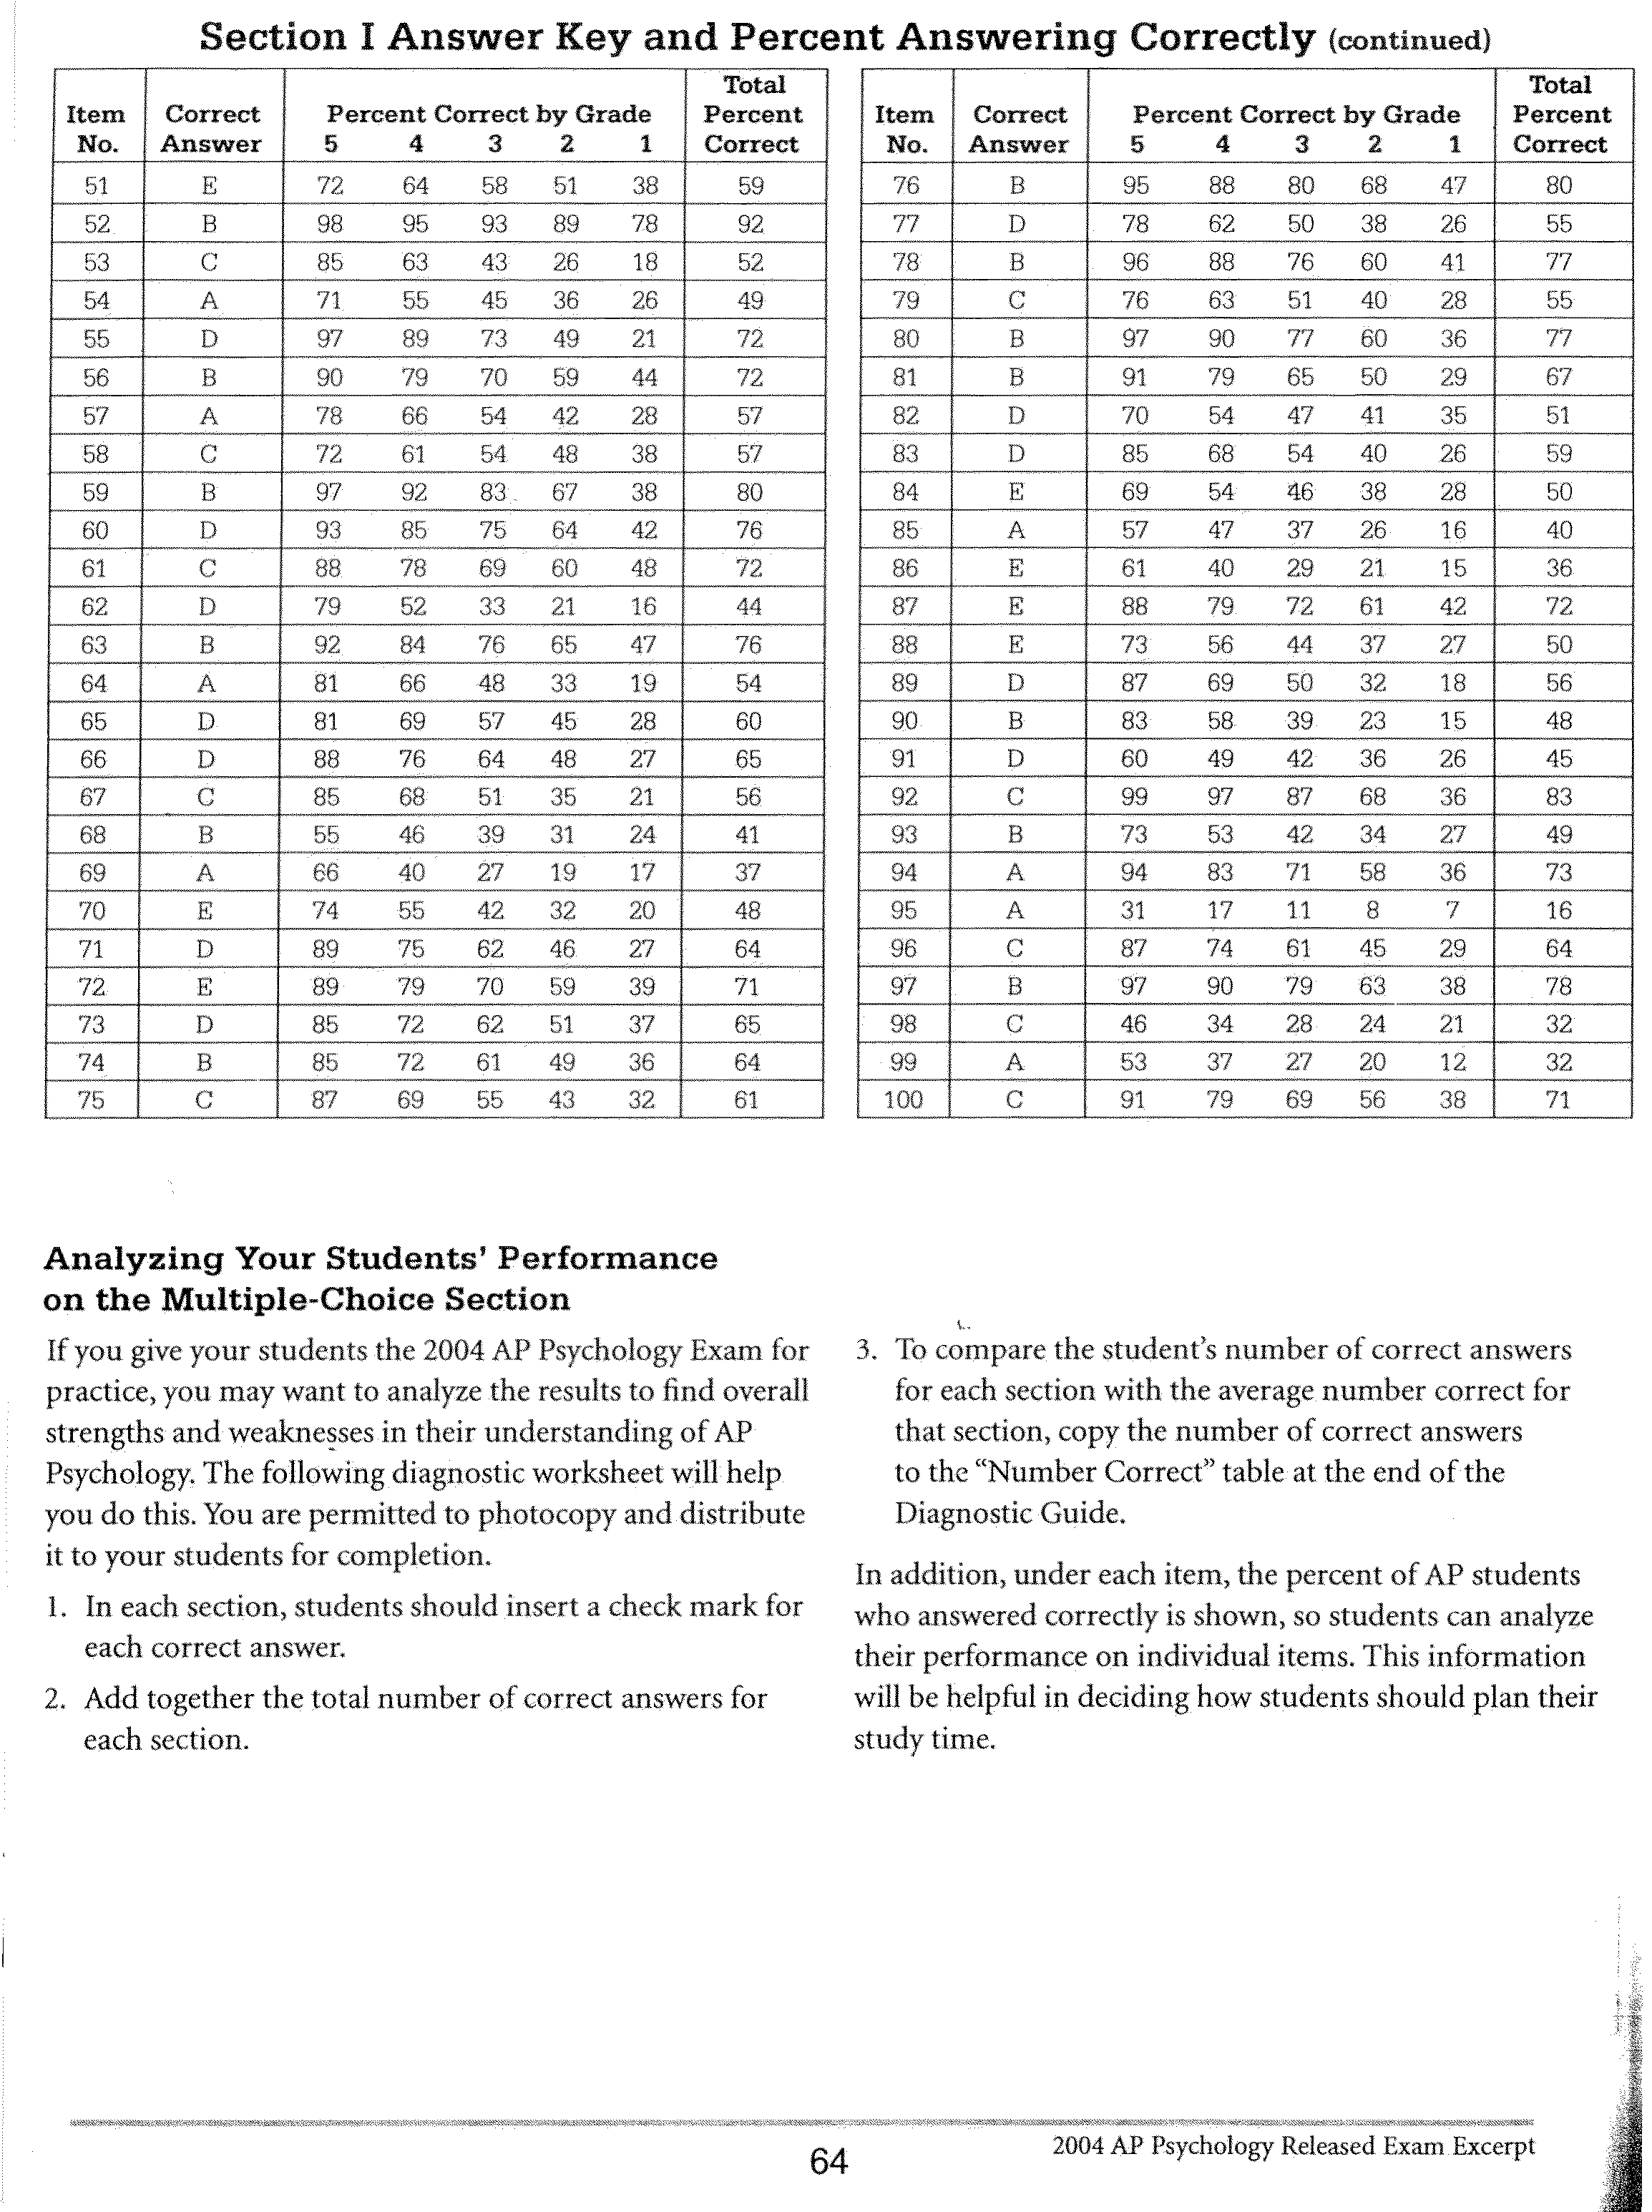 Section I Answer Key and Percent Answering Correctly (continued)
Item No. Correct Answer Percent Correct by Grade 5 4 3 2 1 Total Percent Correct
51 E 72 64 58 51 38 59
52 B 98 95 93 89 78 92
53 C 85 63 43 26 18 52
54 A 71 55 45 36 26 49
55 D 97 89 73 49 21 72
56 B 90 79 70 59 44 72
57 A 78 66 54 42 28 57
58 C 72 61 54 48 38 57
59 B 97 92 83 67 38 80
60 D 93 85 75 64 42 76
61 C 88 78 69 60 48 72
62 D 79 52 33 21 16 44
63 B 92 84 76 65 47 76
64 A 81 66 48 33 19 54
65 D 81 69 57 45 28 60
66 D 88 76 64 48 27 65
67 C 85 68 51 35 21 56
68 B 55 46 39 31 24 41
69 A 66 40 27 19 17 37
70 E 74 55 42 32 20 48
71 D 89 75 62 46 27 64
72 E 89 79 70 59 39 71
73 D 85 72 62 51 37 65
74 B 85 72 61 49 36 64
75 C 87 69 55 43 32 61
Item No. Correct Answer Percent Correct by Grade 5 4 3 2 1 Total Percent Correct
76 B 95 88 80 68 47 80
77 D 78 62 50 38 26 55
78 B 96 88 76 60 41 77
79 C 76 63 51 40 28 55
80 B 97 90 77 60 36 77
81 B 91 79 65 50 29 67
82 D 70 54 47 41 35 51
83 D 85 68 54 40 26 59
84 E 69 54 46 38 28 50
85 A 57 47 37 26 16 40
86 E 61 40 29 21 15 36
87 E 88 79 72 61 42 72
88 E 73 56 44 37 27 50
89 D 87 69 50 32 18 56
90 B 83 58 39 23 15 48
91 D 60 49 42 36 26 45
92 C 99 97 87 68 36 83
93 B 73 53 42 34 27 49
94 A 94 83 71 58 36 73
95 A 31 17 11 8 7 16
96 C 87 74 61 45 29 64
97 B 97 90 79 63 38 78
98 C 46 34 28 24 21 32
99 A 53 37 27 20 12 32
100 C 91 79 69 56 38 71
Analyzing Your Students' Performance
on the Multiple-Choice Section
If you give your students the 2004 AP Psychology Exam for
practice, you may want to analyze the results to find overall
strengths and weaknesses in their understanding of AP
Psychology. The following diagnostic worksheet will help
you do this. You are permitted to photocopy and distribute
it to your students for completion.
1. In each section, students should insert a check mark for
each correct answer.
2. Add together the total number of correct answers for
each section.
3. To compare the student's number of correct answers
for each section with the average number correct for
that section, copy the number of correct answers
to the “Number Correct” table at the end of the
Diagnostic Guide.
In addition, under each item, the percent of AP students
who answered correctly is shown, so students can analyze
their performance on individual items. This information
will be helpful in deciding how students should plan their
study time.
64
2004 AP Psychology Released Exam Excerpt